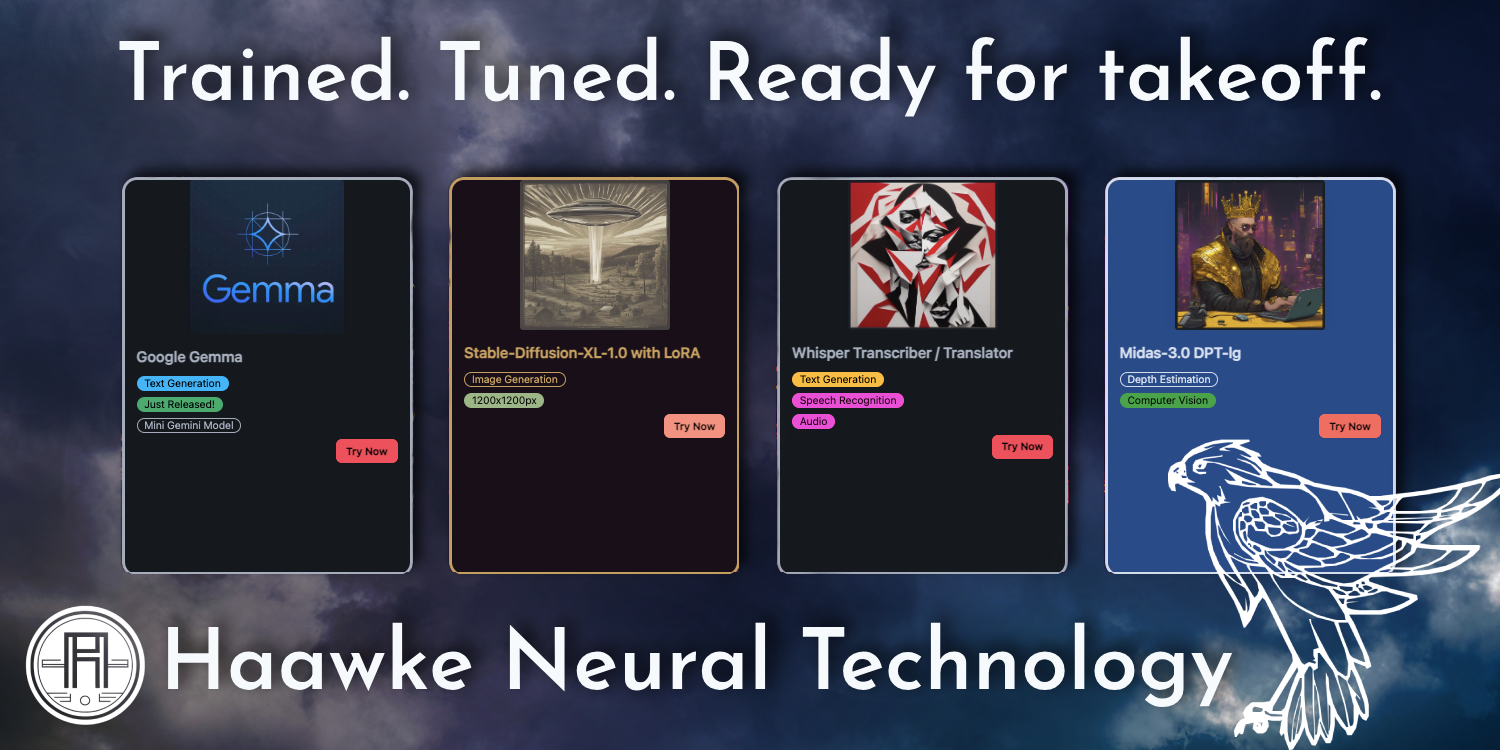 Trained. Tuned. Ready for takeoff.
Gemma
Google Gemma
Text Generation
Just Released!
Mini Gemini Model
Try Now
Stable-Diffusion-XL-1.0 with LoRA
Image Generation
1200x1200px
Try Now
Whisper Transcriber / Translator
Text Generation
Speech Recognition
Audio
Try Now
Midas-3.0 DPT-lg
Depth Estimation
Computer Vision
Try Now
Haawke Neural Technology